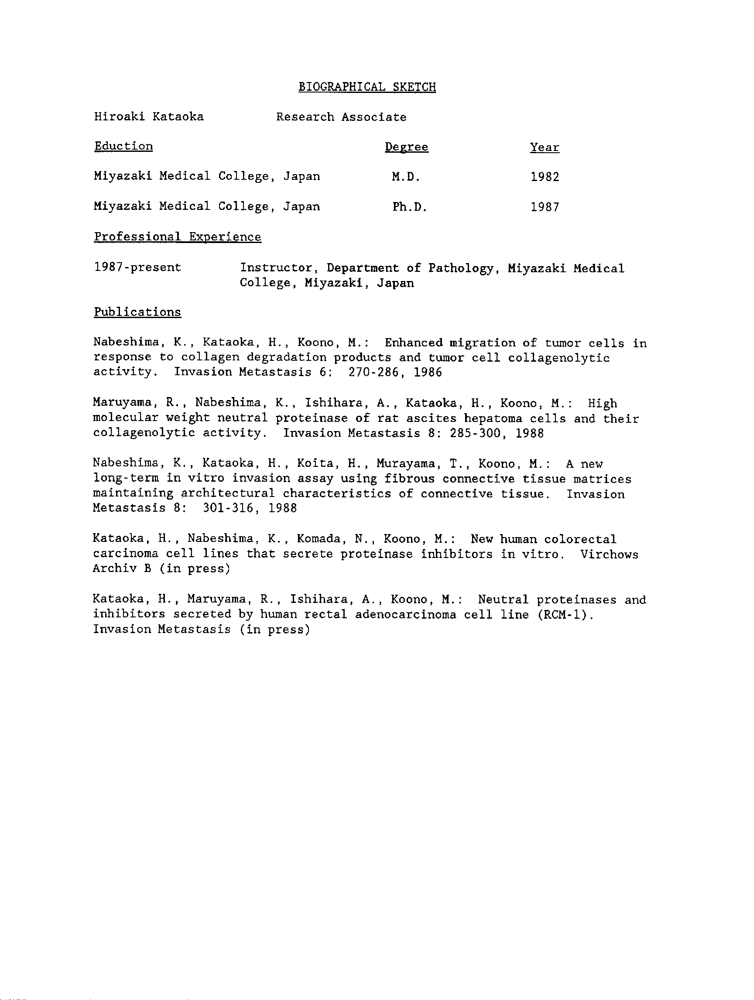 BIOGRAPHICAL SKETCH
Hiroaki Kataoka Research Associate
Eduction Degree Year
Miyazaki Medical College, Japan M.D. 1982
Miyazaki Medical College, Japan Ph.D. 1987
Professional Experience
1987-present Instructor, Department of Pathology, Miyazaki Medical
College, Miyazaki, Japan
Publications
Nabeshima, K., Kataoka, H., Koono, M.: Enhanced migration of tumor cells in
response to collagen degradation products and tumor cell collagenolytic
activity. Invasion Metastasis 6: 270-286, 1986
Maruyama, R., Nabeshima, K., Ishihara, A., Kataoka, H., Koono, M.: High
molecular weight neutral proteinase of rat ascites hepatoma cells and their
collagenolytic activity. Invasion Metastasis 8: 285-300, 1988
Nabeshima, K., Kataoka, H., Koita, H., Murayama, T., Koono, M.: A new
long-term in vitro invasion assay using fibrous connective tissue matrices
maintaining architectural characteristics of connective tissue. Invasion
Metastasis 8: 301-316, 1988
Kataoka, H., Nabeshima, K., Komada, N., Koono, M.: New human colorectal
carcinoma cell lines that secrete proteinase inhibitors in vitro. Virchows
Archiv B (in press)
Kataoka, H., Maruyama, R., Ishihara, A., Koono, M.: Neutral proteinases and
inhibitors secreted by human rectal adenocarcinoma cell line (RCM-1).
Invasion Metastasis (in press)